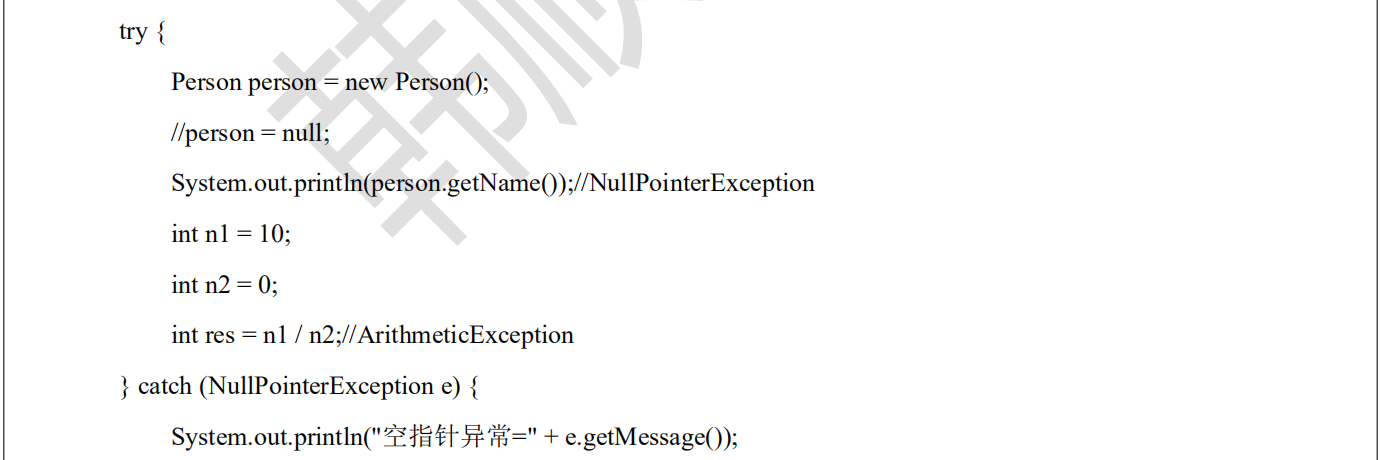 try {
Person person = new Person();
//person = null;
System.out.println(person.getName());//NullPointerException
int n1 = 10;
int n2 = 0;
int res = n1 / n2;//ArithmeticException
} catch (NullPointerException e) {
System.out.println("空指针异常=" + e.getMessage());
韩